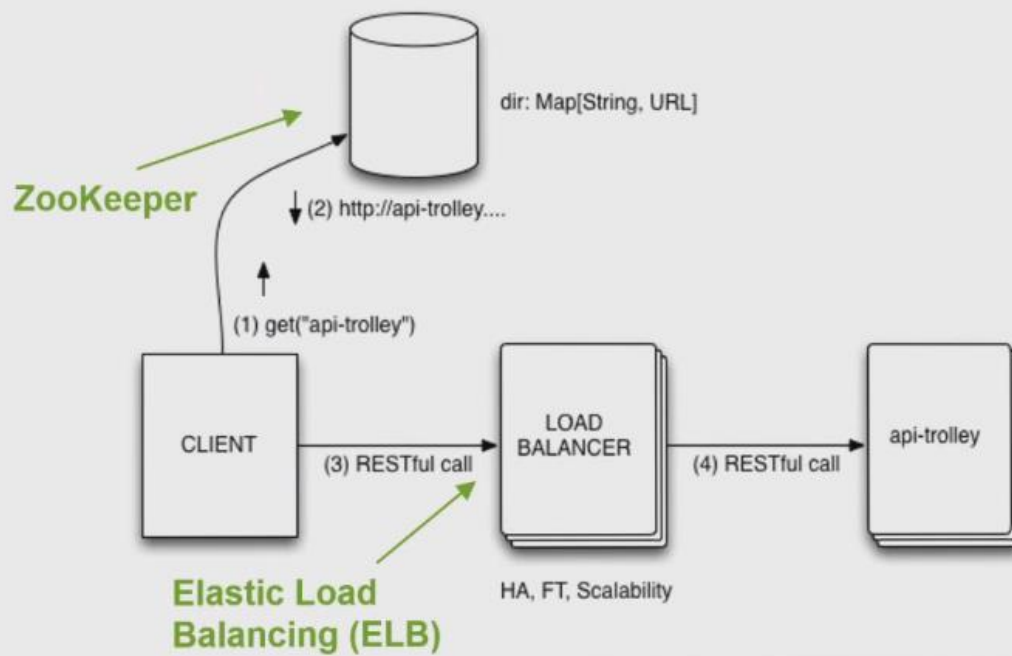 dir: Map[String, URL]
ZooKeeper
(2) http://api-trolley....
(1) get("api-trolley")
CLIENT
(3) RESTful call
LOAD
BALANCER
(4) RESTful call
api-trolley
Elastic Load
Balancing (ELB)
HA, FT, Scalability